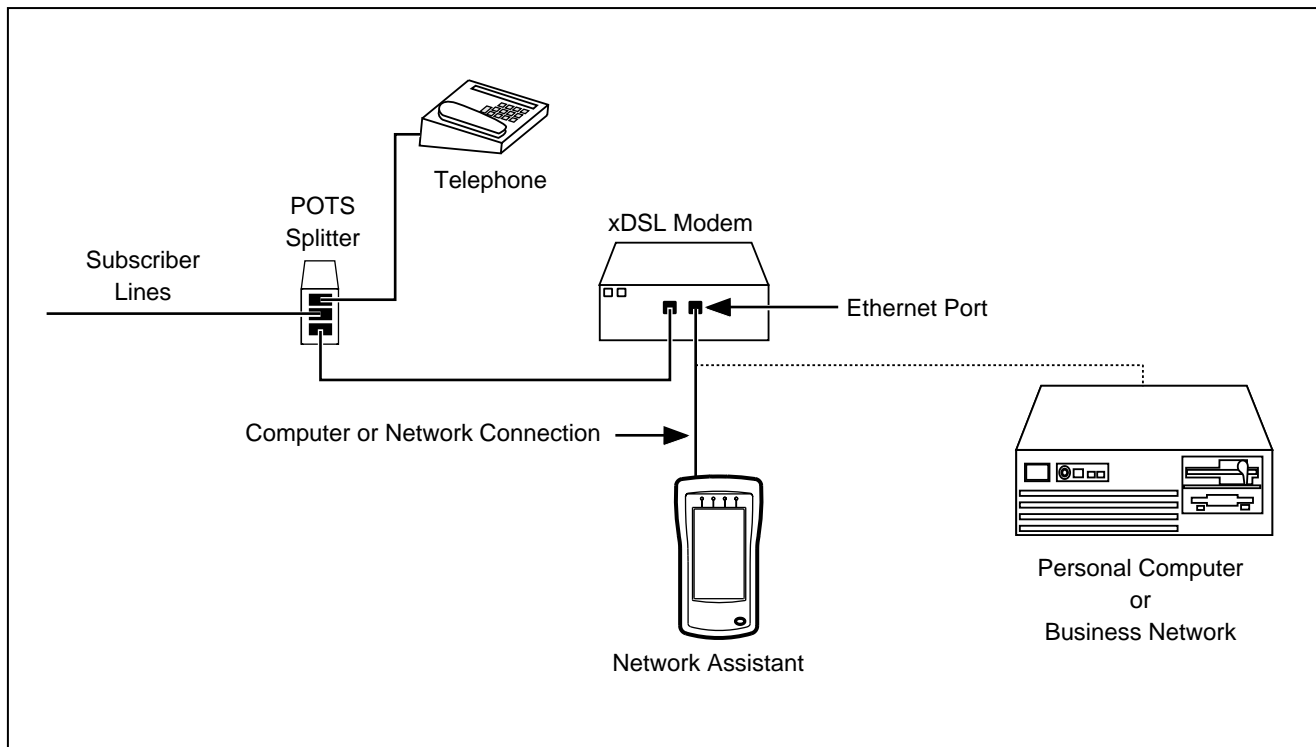 Telephone
POTS
Splitter
xDSL Modem
Subscriber
Lines
Ethernet Port
Computer or Network Connection
Personal Computer
or
Business Network
Network Assistant